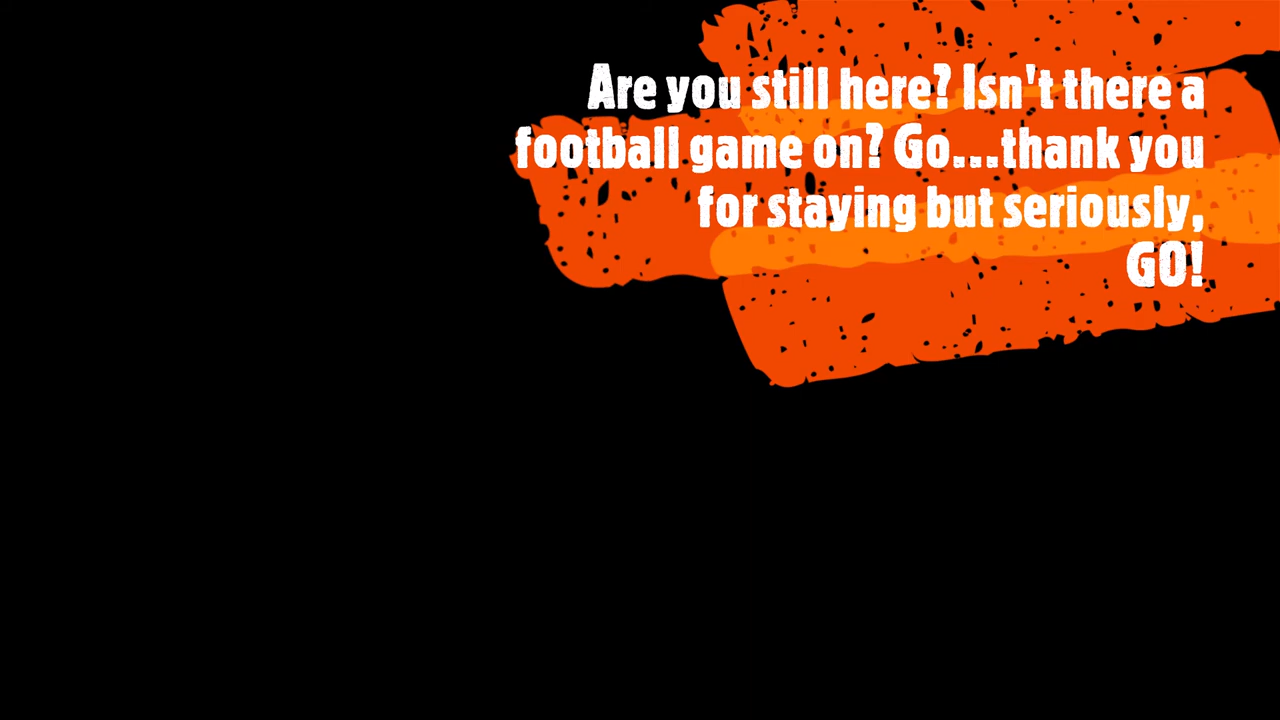 Are you still here? Isn't there a
football game on? Go...thank you
for staying but seriously,
GO!